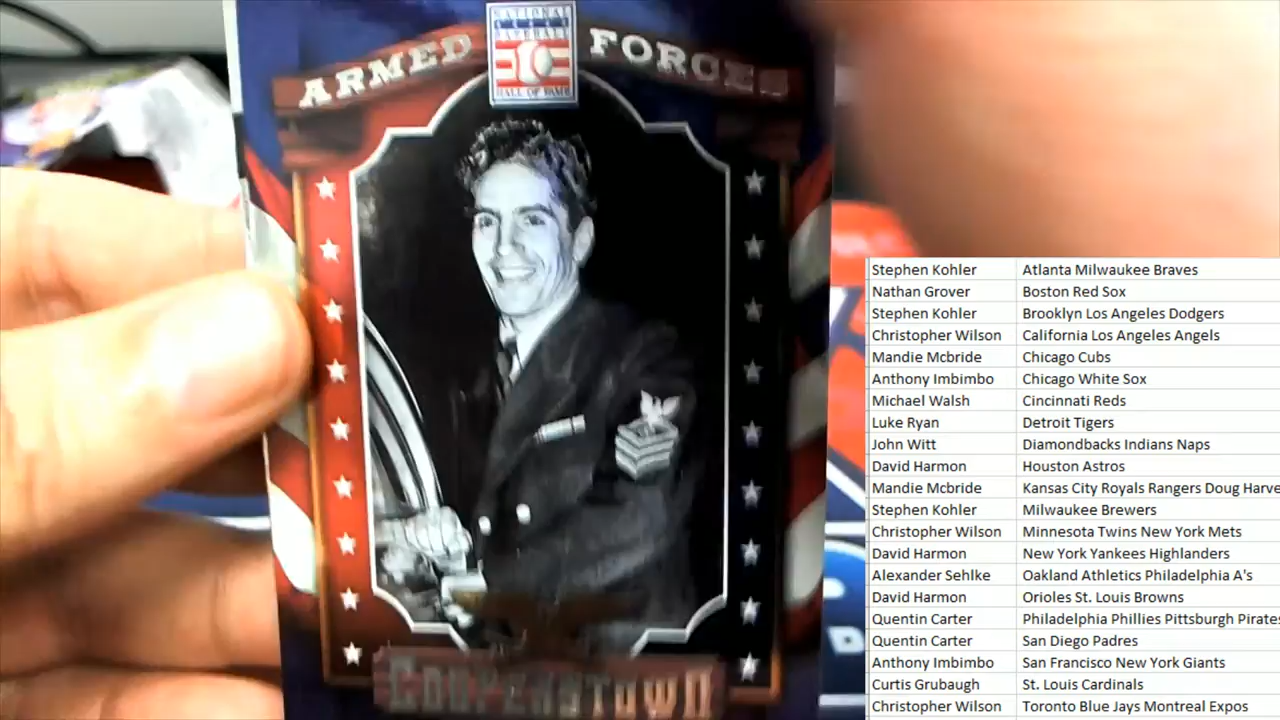 ARMED FORCES
NATIONAL
BASEBALL
HALL OF FAME
COOPERSTOWN
Stephen Kohler Atlanta Milwaukee Braves
Nathan Grover Boston Red Sox
Stephen Kohler Brooklyn Los Angeles Dodgers
Christopher Wilson California Los Angeles Angels
Mandie Mcbride Chicago Cubs
Anthony Imbimbo Chicago White Sox
Michael Walsh Cincinnati Reds
Luke Ryan Detroit Tigers
John Witt Diamondbacks Indians Naps
David Harmon Houston Astros
Mandie Mcbride Kansas City Royals Rangers Doug Harve
Stephen Kohler Milwaukee Brewers
Christopher Wilson Minnesota Twins New York Mets
David Harmon New York Yankees Highlanders
Alexander Sehlke Oakland Athletics Philadelphia A's
David Harmon Orioles St. Louis Browns
Quentin Carter Philadelphia Phillies Pittsburgh Pirates
Quentin Carter San Diego Padres
Anthony Imbimbo San Francisco New York Giants
Curtis Grubaugh St. Louis Cardinals
Christopher Wilson Toronto Blue Jays Montreal Expos